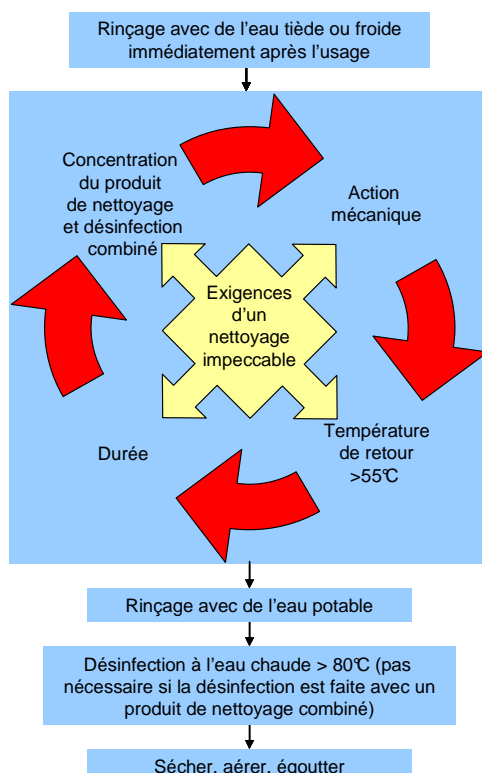 Rinçage avec de l'eau tiède ou froide
immédiatement après l'usage
Concentration
du produit
de nettoyage
et désinfection
combiné
Action
mécanique
Exigences
d'un
nettoyage
impeccable
Durée
Température
de retour
>55°C
Rinçage avec de l'eau potable
Désinfection à l'eau chaude > 80°C (pas
nécessaire si la désinfection est faite avec un
produit de nettoyage combiné)
Sécher, aérer, égoutter